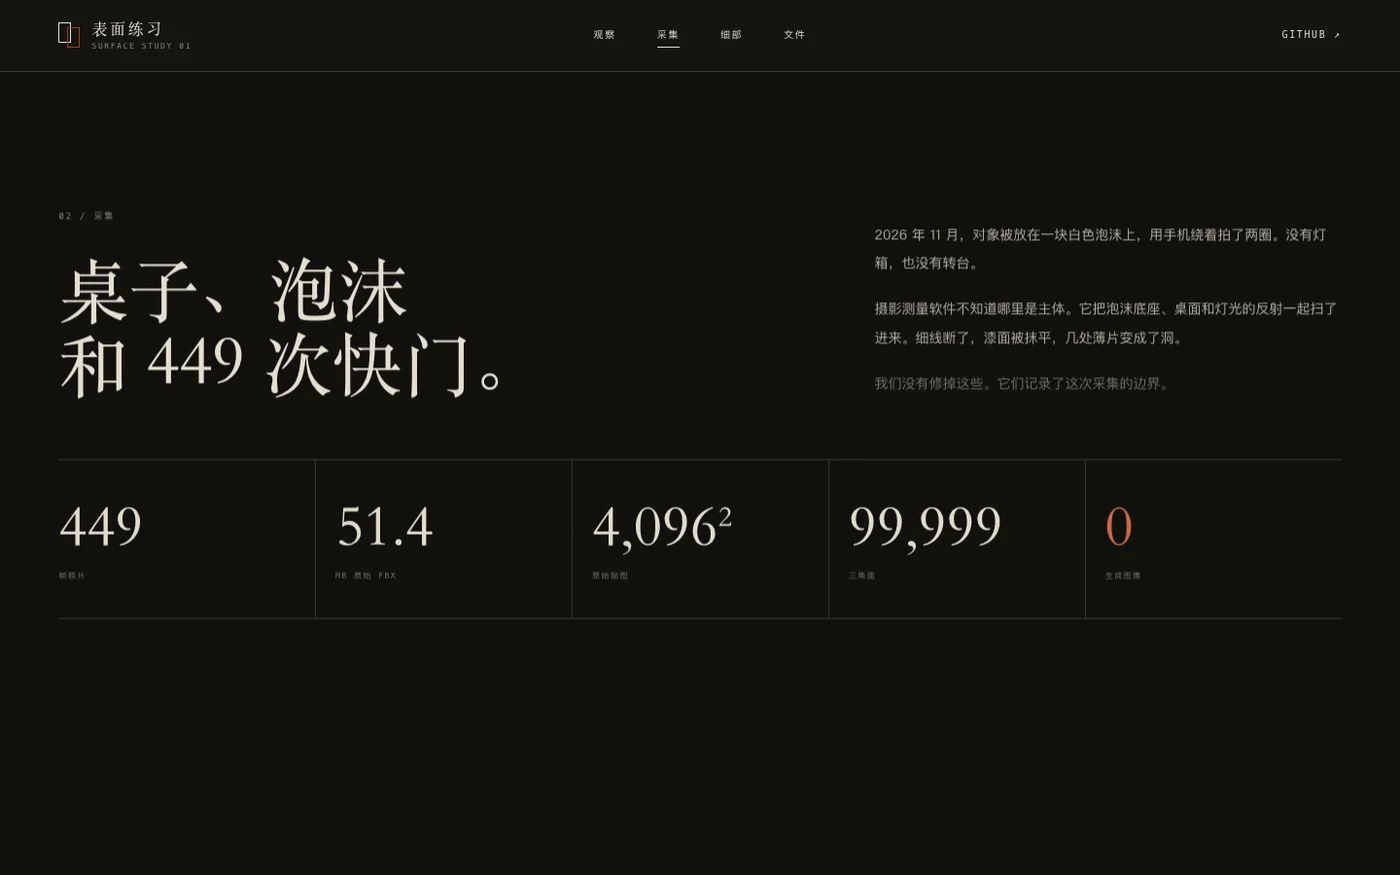 表面练习
SURFACE STUDY 01
观察
采集
细部
文件
GITHUB ↗
02 / 采集
桌子、泡沫
和 449 次快门。
2026 年 11 月，对象被放在一块白色泡沫上，用手机绕着拍了两圈。没有灯
箱，也没有转台。
摄影测量软件不知道哪里是主体。它把泡沫底座、桌面和灯光的反射一起扫了
进来。细线断了，漆面被抹平，几处薄片变成了洞。
我们没有修掉这些。它们记录了这次采集的边界。
449
帧照片
51.4
MB 原始 FBX
4,096²
原始贴图
99,999
三角面
0
生成图像